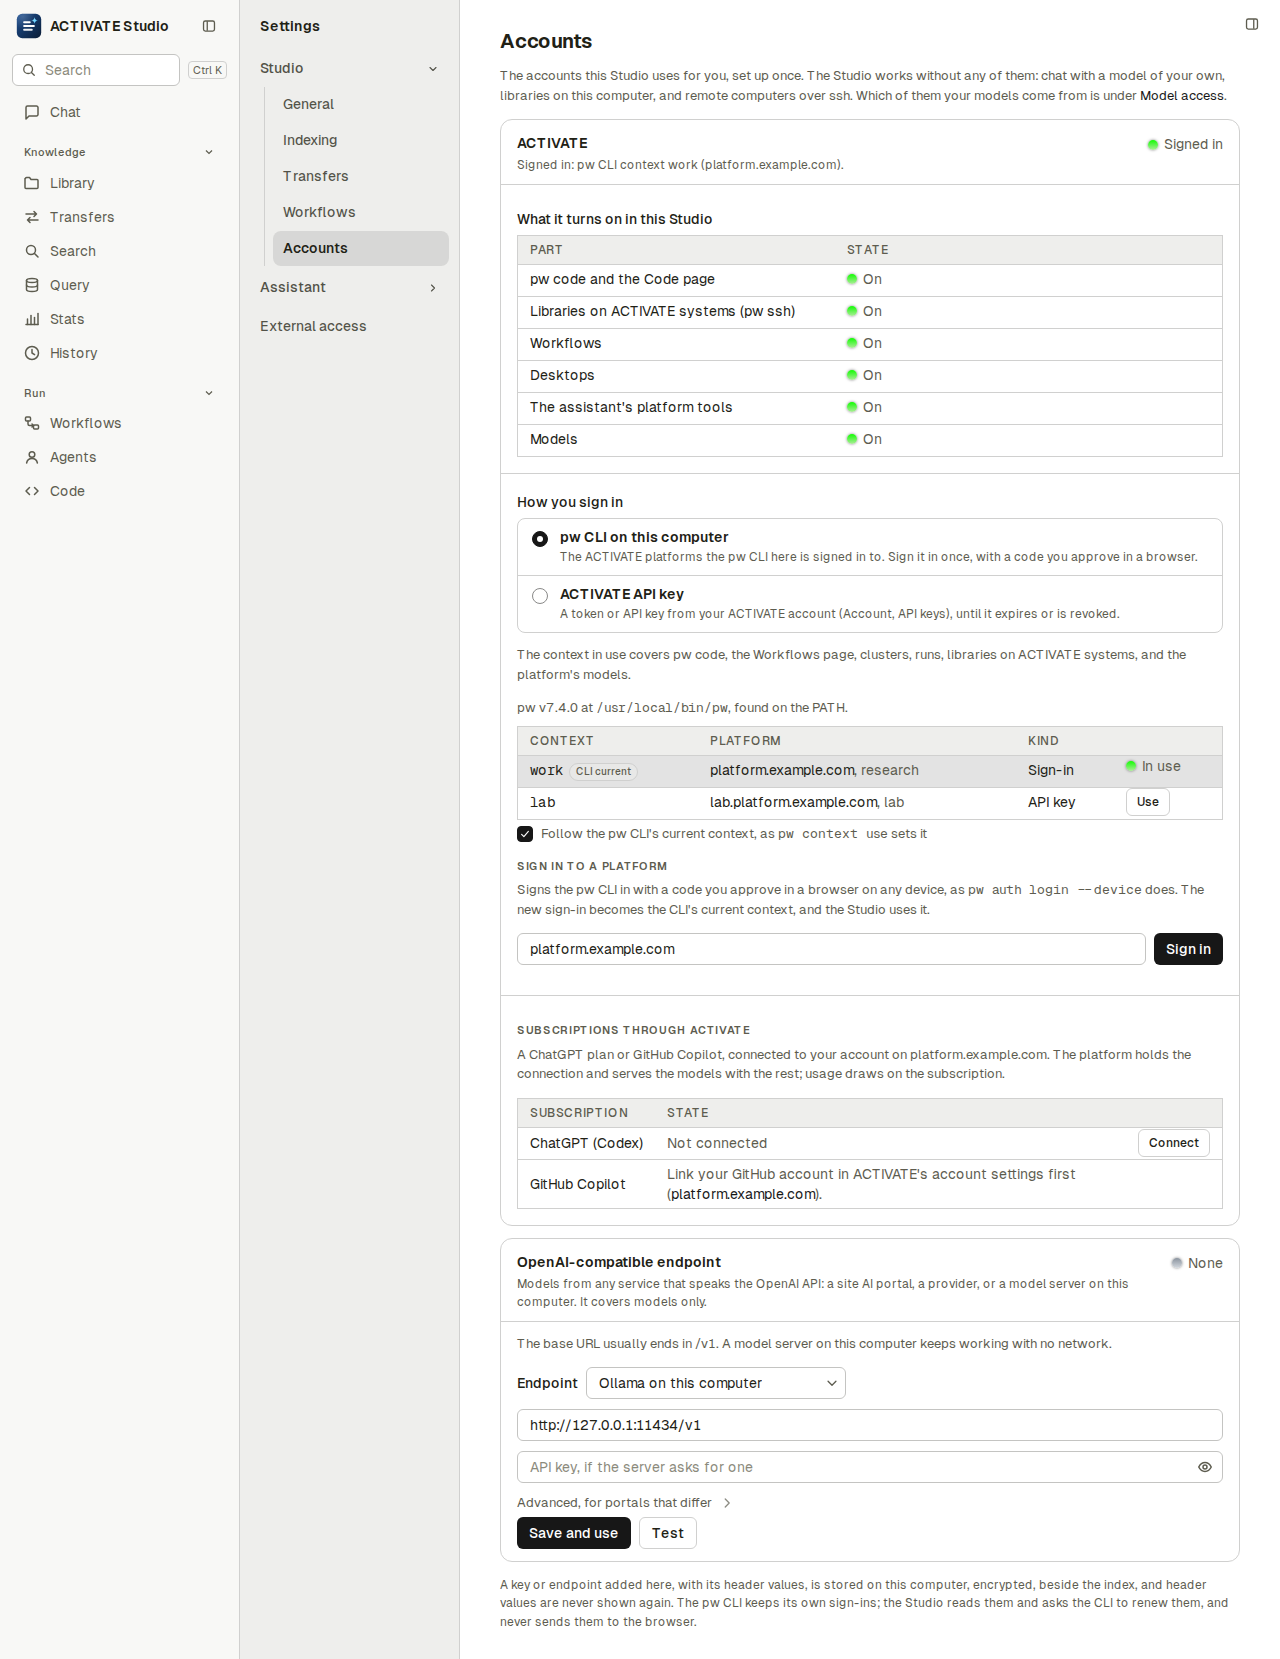 ACTIVATE Studio
Search
Ctrl K
Chat
Knowledge
Library
Transfers
Search
Query
Stats
History
Run
Workflows
Agents
Code
Settings
Studio
General
Indexing
Transfers
Workflows
Accounts
Assistant
External access
Accounts
The accounts this Studio uses for you, set up once. The Studio works without any of them: chat with a model of your own,
libraries on this computer, and remote computers over ssh. Which of them your models come from is under Model access.
ACTIVATE
Signed in
Signed in: pw CLI context work (platform.example.com).
What it turns on in this Studio
PART STATE
pw code and the Code page On
Libraries on ACTIVATE systems (pw ssh) On
Workflows On
Desktops On
The assistant's platform tools On
Models On
How you sign in
pw CLI on this computer
The ACTIVATE platforms the pw CLI here is signed in to. Sign it in once, with a code you approve in a browser.
ACTIVATE API key
A token or API key from your ACTIVATE account (Account, API keys), until it expires or is revoked.
The context in use covers pw code, the Workflows page, clusters, runs, libraries on ACTIVATE systems, and the
platform's models.
pw v7.4.0 at /usr/local/bin/pw, found on the PATH.
CONTEXT PLATFORM KIND
work CLI current platform.example.com, research Sign-in In use
lab lab.platform.example.com, lab API key Use
Follow the pw CLI's current context, as pw context use sets it
SIGN IN TO A PLATFORM
Signs the pw CLI in with a code you approve in a browser on any device, as pw auth login --device does. The
new sign-in becomes the CLI's current context, and the Studio uses it.
platform.example.com Sign in
SUBSCRIPTIONS THROUGH ACTIVATE
A ChatGPT plan or GitHub Copilot, connected to your account on platform.example.com. The platform holds the
connection and serves the models with the rest; usage draws on the subscription.
SUBSCRIPTION STATE
ChatGPT (Codex) Not connected Connect
GitHub Copilot Link your GitHub account in ACTIVATE's account settings first
(platform.example.com).
OpenAI-compatible endpoint
None
Models from any service that speaks the OpenAI API: a site AI portal, a provider, or a model server on this
computer. It covers models only.
The base URL usually ends in /v1. A model server on this computer keeps working with no network.
Endpoint Ollama on this computer
http://127.0.0.1:11434/v1
API key, if the server asks for one
Advanced, for portals that differ
Save and use Test
A key or endpoint added here, with its header values, is stored on this computer, encrypted, beside the index, and header
values are never shown again. The pw CLI keeps its own sign-ins; the Studio reads them and asks the CLI to renew them, and
never sends them to the browser.